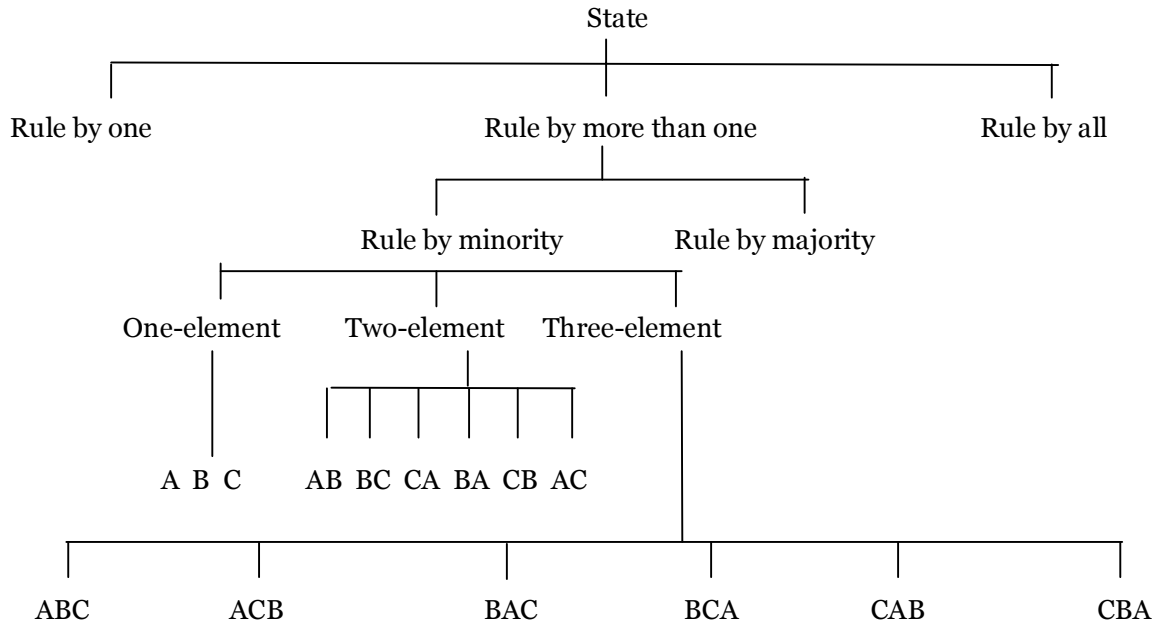 State
Rule by one Rule by more than one Rule by all
Rule by minority Rule by majority
One-element Two-element Three-element
A B C AB BC CA BA CB AC
ABC ACB BAC BCA CAB CBA